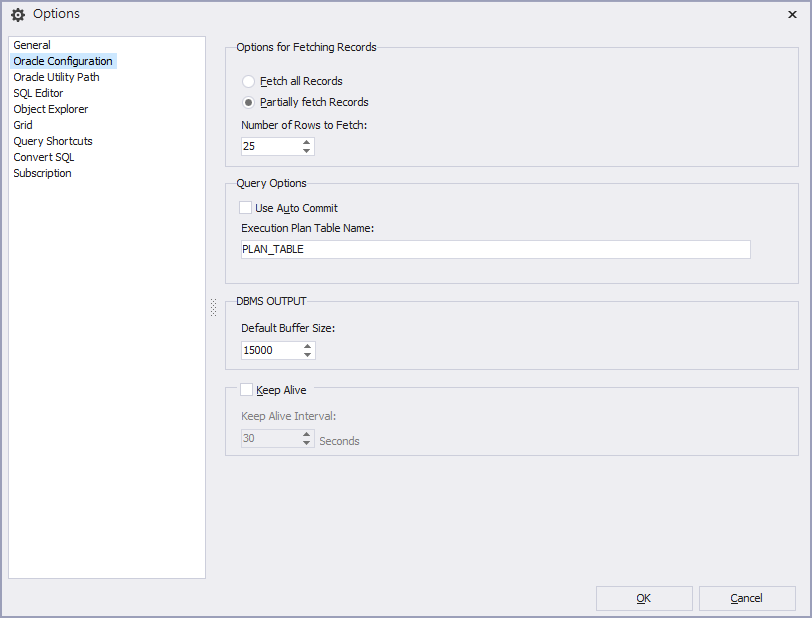 Options
General
Oracle Configuration
Oracle Utility Path
SQL Editor
Object Explorer
Grid
Query Shortcuts
Convert SQL
Subscription
Options for Fetching Records
Fetch all Records
Partially fetch Records
Number of Rows to Fetch:
25
Query Options
Use Auto Commit
Execution Plan Table Name:
PLAN_TABLE
DBMS OUTPUT
Default Buffer Size:
15000
Keep Alive
Keep Alive Interval:
30 Seconds
OK Cancel